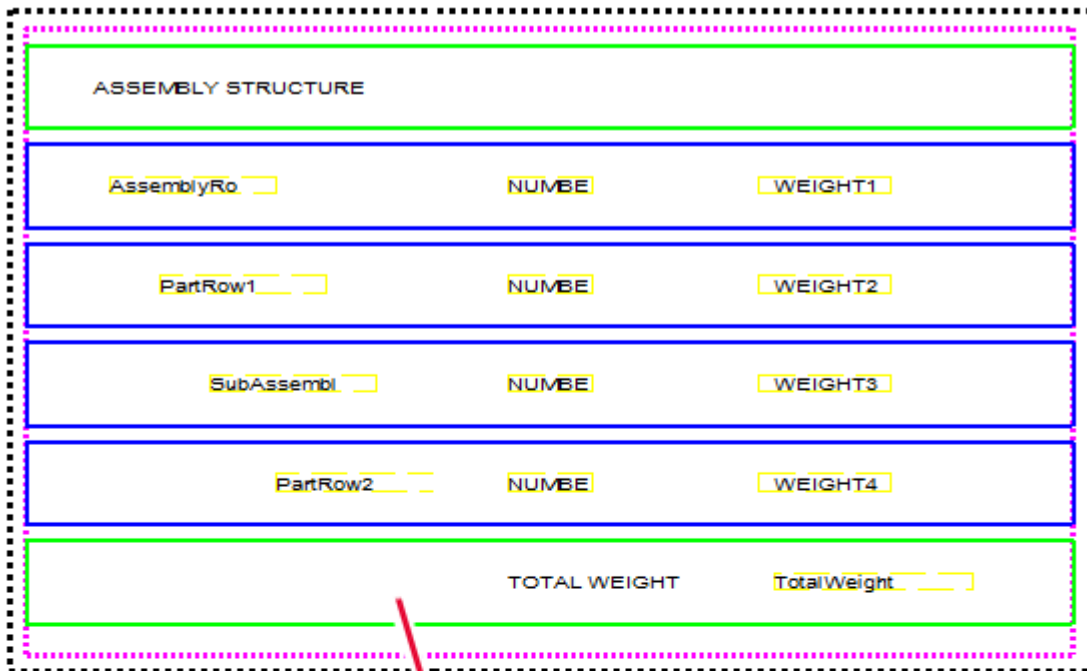 ASSEMBLY STRUCTURE
AssemblyRo NUMBE WEIGHT1
PartRow1 NUMBE WEIGHT2
SubAssembl NUMBE WEIGHT3
PartRow2 NUMBE WEIGHT4
TOTAL WEIGHT TotalWeight